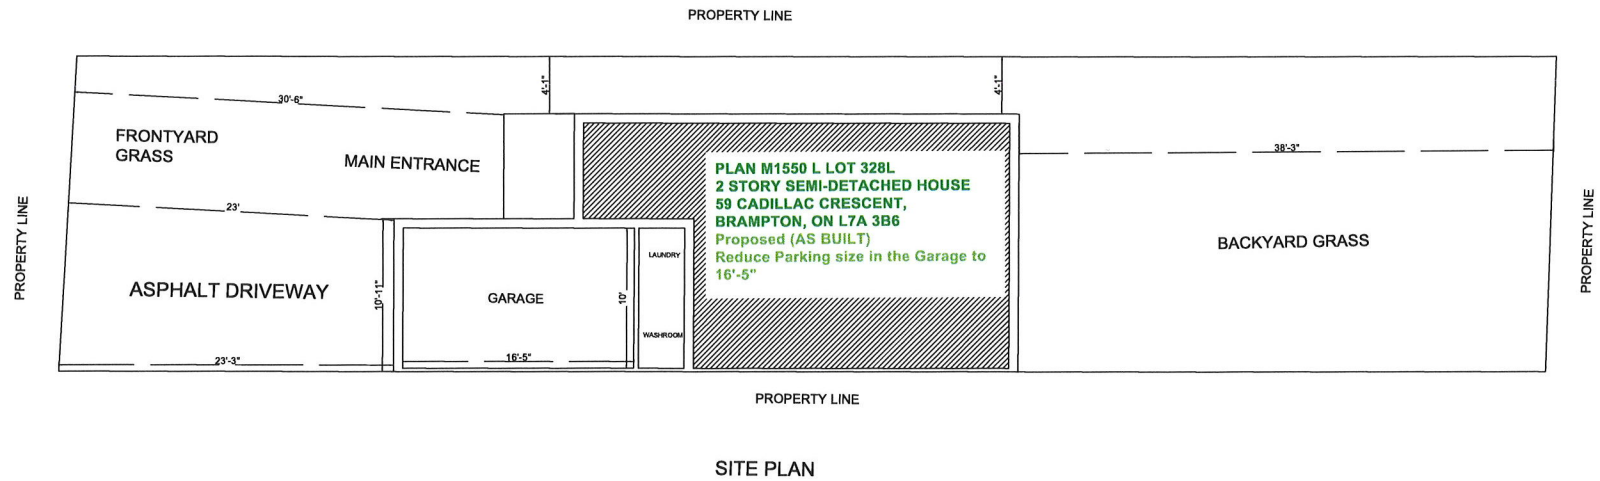 PROPERTY LINE
4'-1"
4'-1"
30'-6"
FRONTYARD
GRASS
MAIN ENTRANCE
38'-3"
PLAN M1550 L LOT 328L
2 STORY SEMI-DETACHED HOUSE
59 CADILLAC CRESCENT,
BRAMPTON, ON L7A 3B6
Proposed (AS BUILT)
Reduce Parking size in the Garage to
16'-5"
23'
PROPERTY LINE
PROPERTY LINE
BACKYARD GRASS
LAUNDRY
ASPHALT DRIVEWAY
10'-11"
GARAGE
10'
WASHROOM
23'-3"
16'-5"
PROPERTY LINE
SITE PLAN